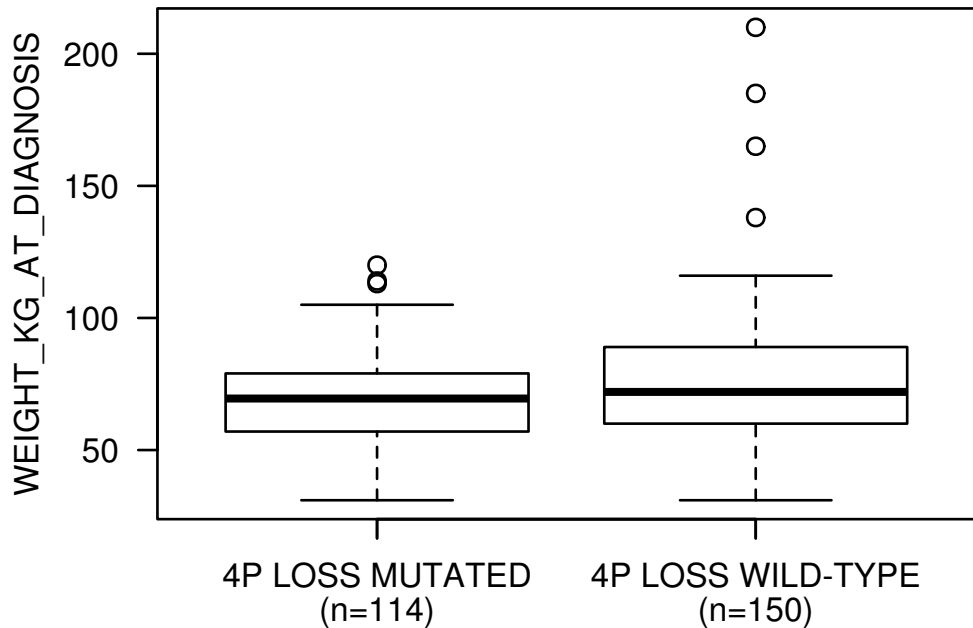 WEIGHT_KG_AT_DIAGNOSIS
200
150
100
50
4P LOSS MUTATED
(n=114)
4P LOSS WILD-TYPE
(n=150)